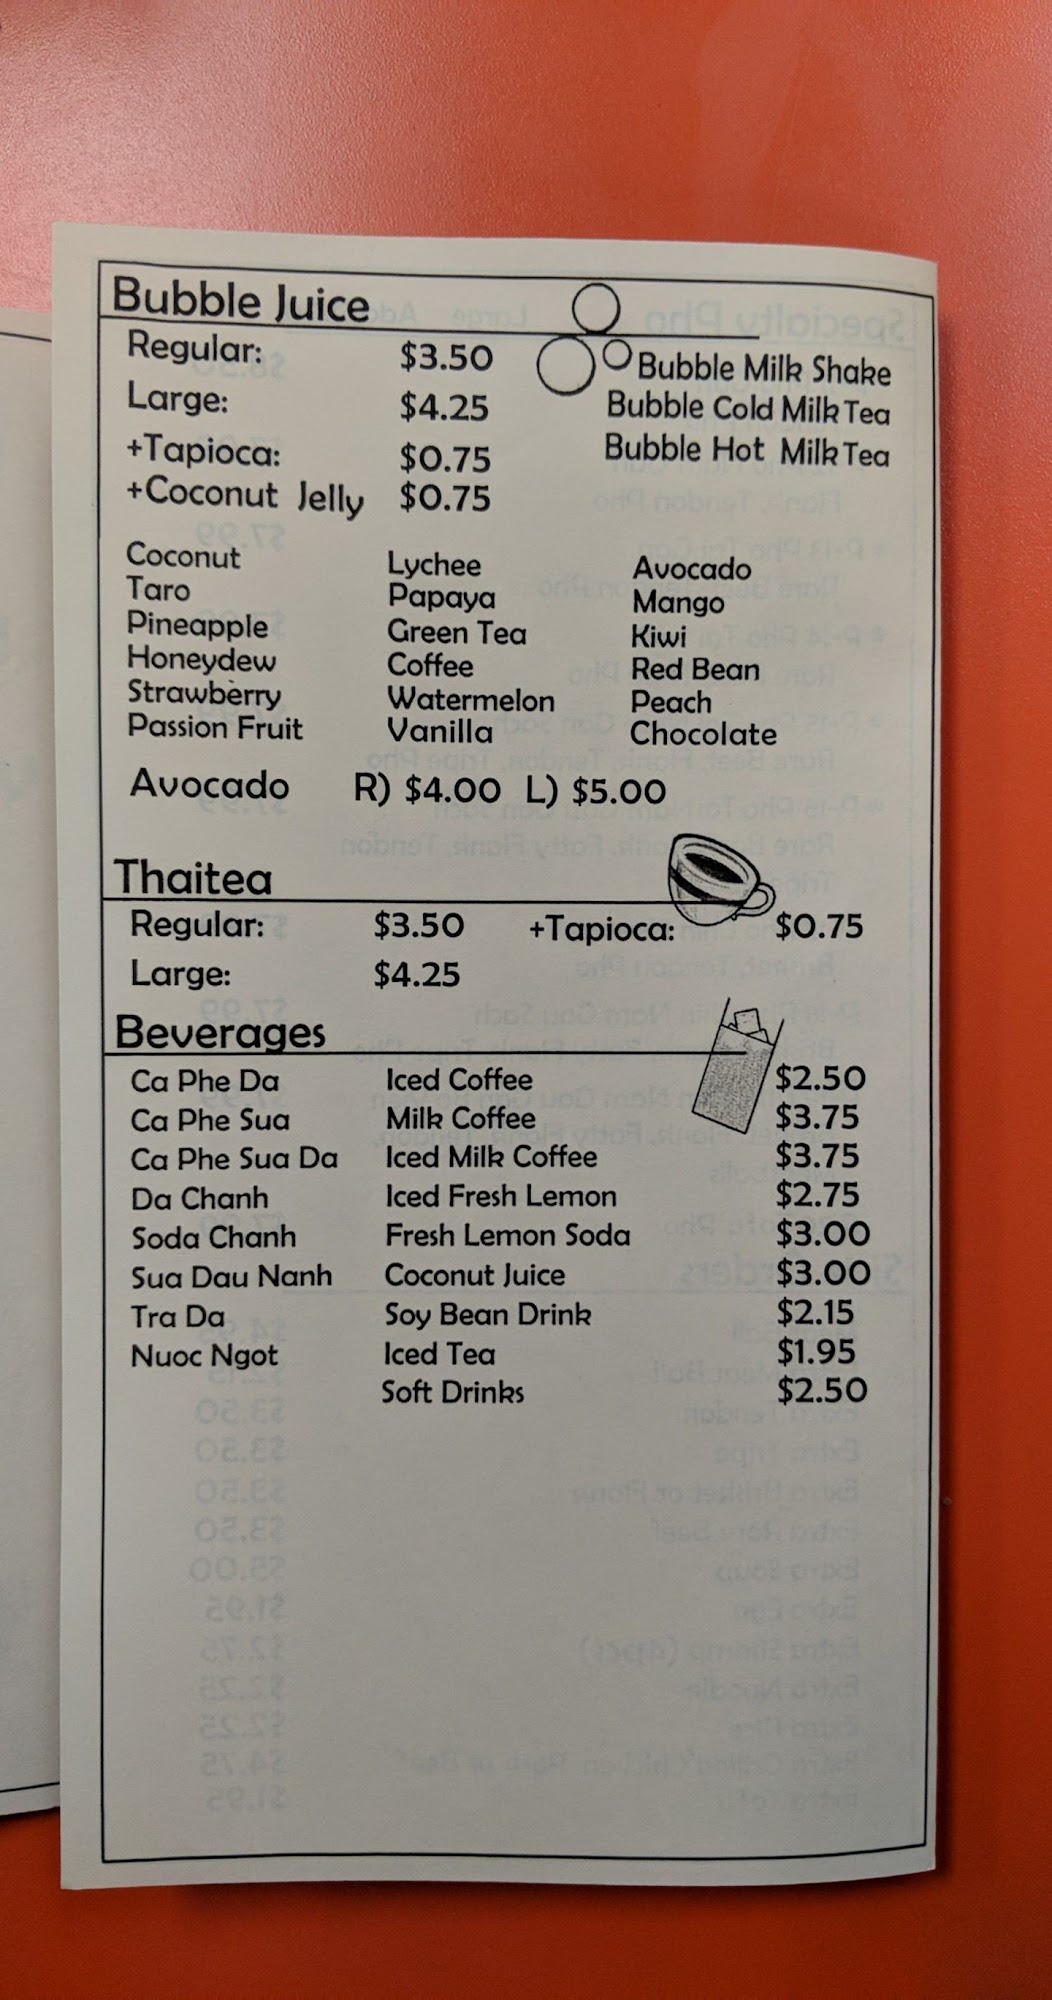 Bubble Juice
Regular: $3.50 Bubble Milk Shake
Large: $4.25 Bubble Cold Milk Tea
+Tapioca: $0.75 Bubble Hot Milk Tea
+Coconut Jelly $0.75
Coconut Lychee Avocado
Taro Papaya Mango
Pineapple Green Tea Kiwi
Honeydew Coffee Red Bean
Strawberry Watermelon Peach
Passion Fruit Vanilla Chocolate
Avocado R) $4.00 L) $5.00
Thaitea
Regular: $3.50 +Tapioca: $0.75
Large: $4.25
Beverages
Ca Phe Da Iced Coffee $2.50
Ca Phe Sua Milk Coffee $3.75
Ca Phe Sua Da Iced Milk Coffee $3.75
Da Chanh Iced Fresh Lemon $2.75
Soda Chanh Fresh Lemon Soda $3.00
Sua Dau Nanh Coconut Juice $3.00
Tra Da Soy Bean Drink $2.15
Nuoc Ngot Iced Tea $1.95
Soft Drinks $2.50